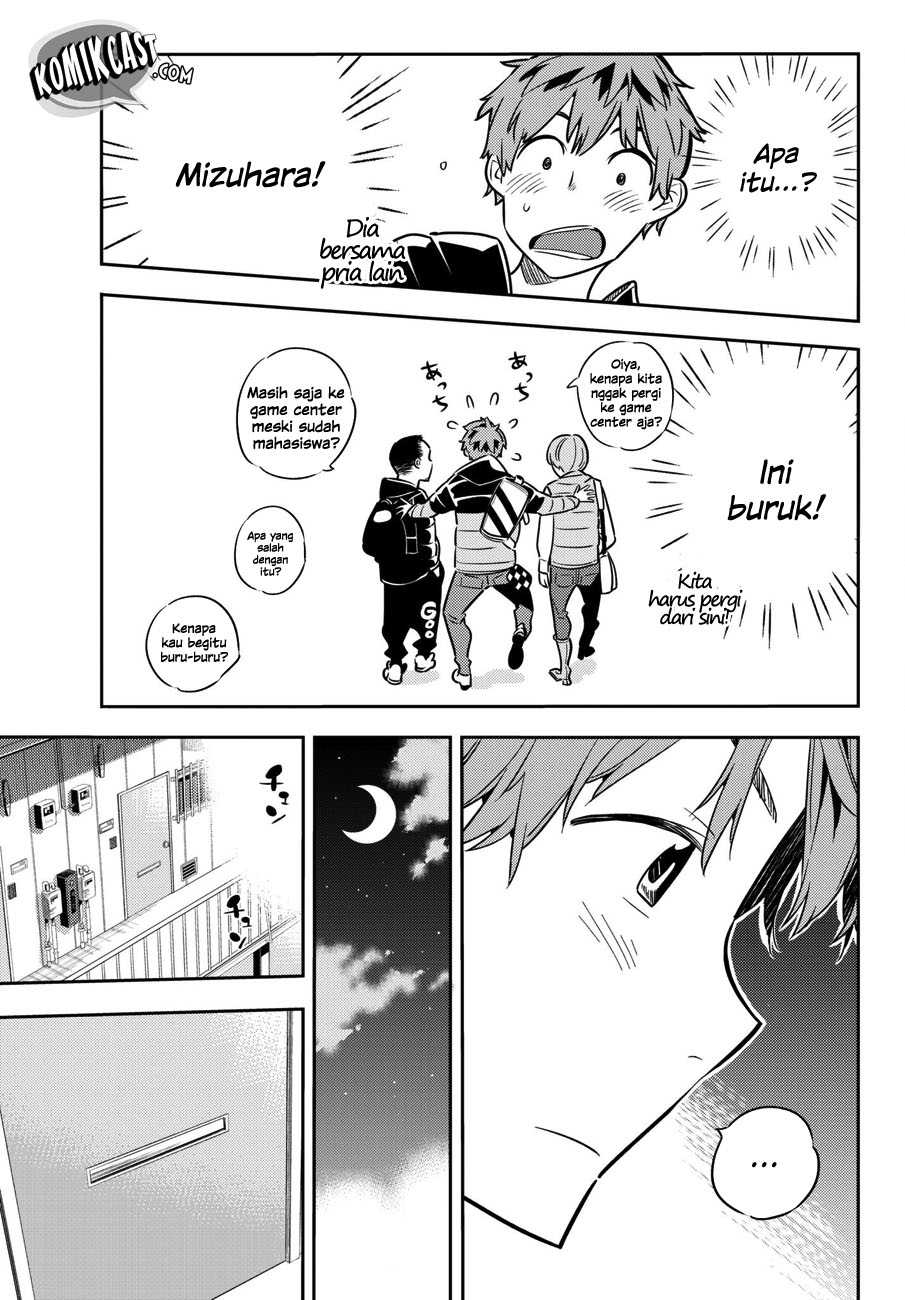 KOMIKCAST
.COM
Apa
itu...?
Mizuhara!
Dia
bersama
pria lain
Oiya,
kenapa kita
nggak pergi
ke game
center aja?
Ini
buruk!
Kita
harus pergi
dari sini!
あっち
あっち
Masih saja ke
game center
meski sudah
mahasiswa?
Apa yang
salah
dengan
itu?
Kenapa
kau begitu
buru-buru?
Goo
...
チュン
チュン